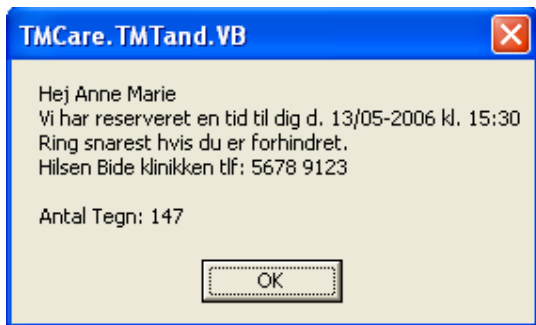 TMCare.TMTand.VB
Hej Anne Marie
Vi har reserveret en tid til dig d. 13/05-2006 kl. 15:30
Ring snarest hvis du er forhindret.
Hilsen Bide klinikken tlf: 5678 9123
Antal Tegn: 147
OK